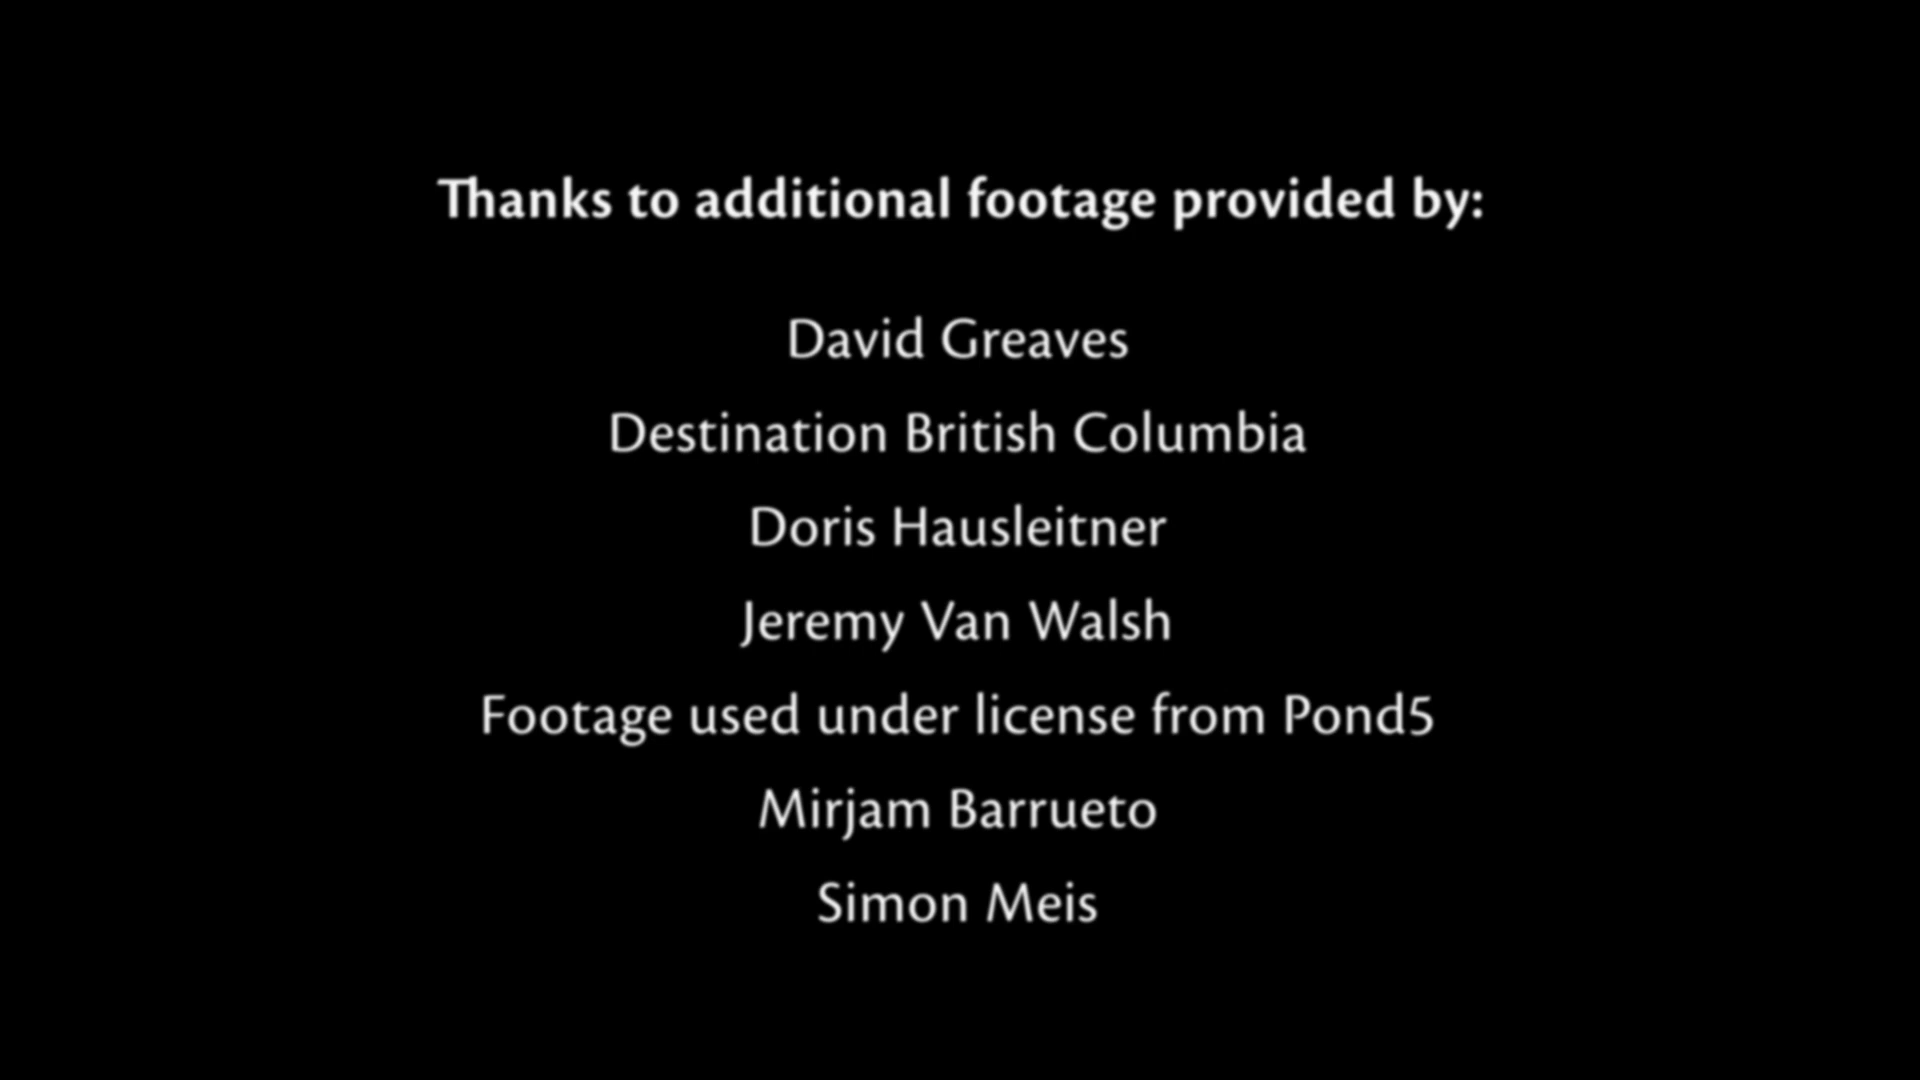 Thanks to additional footage provided by:
David Greaves
Destination British Columbia
Doris Hausleitner
Jeremy Van Walsh
Footage used under license from Pond5
Mirjam Barrueto
Simon Meis